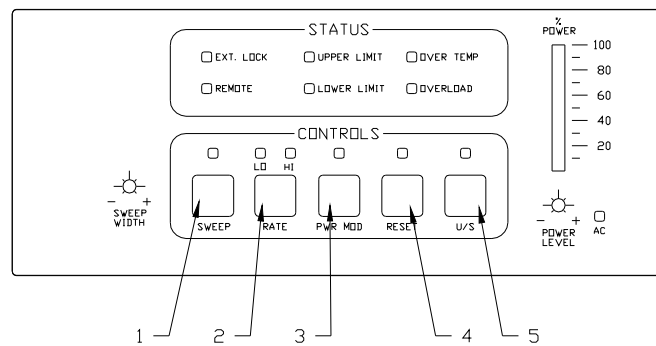 STATUS
EXT. LOCK UPPER LIMIT OVER TEMP
REMOTE LOWER LIMIT OVERLOAD
CONTROLS
LO HI
SWEEP RATE PWR MOD RESET U/S
- +
SWEEP
WIDTH
%
POWER
100
80
60
40
20
- +
POWER
LEVEL
AC
1 2 3 4 5